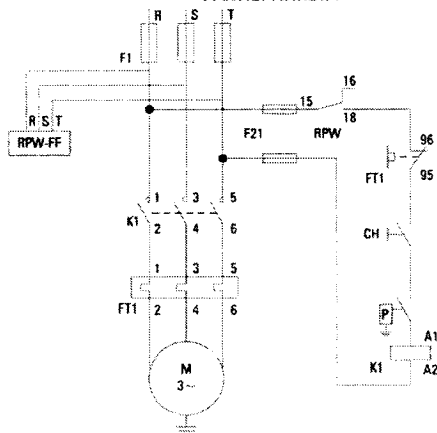 R S T
F1
R S T
RPW-FF
15 16
18
F21 RPW
96
FT1
95
1 3 5
K1
2 4 6
CH
1 3 5
FT1
2 4 6
P
A1
K1
A2
M
3~